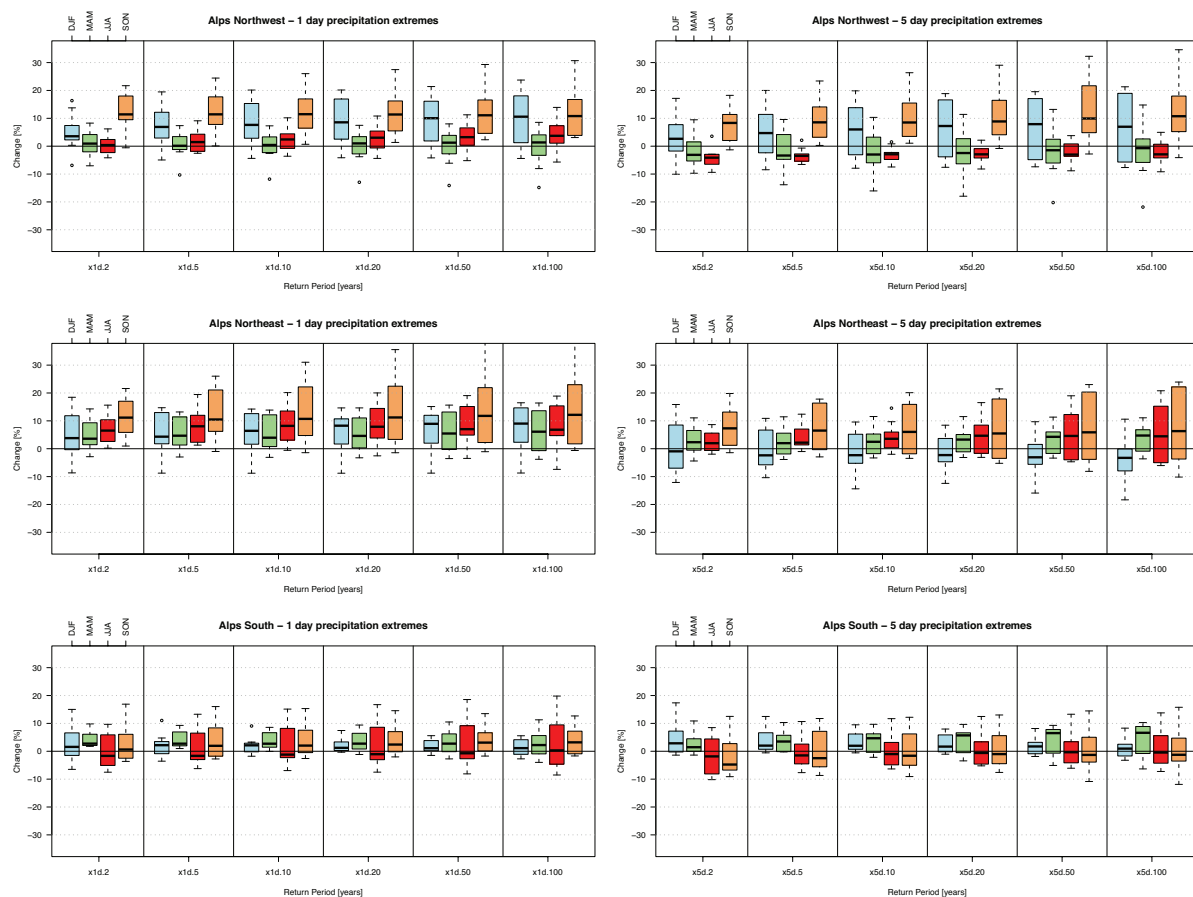 DJF
MAM
JJA
SON
Alps Northwest − 1 day precipitation extremes
Change [%]
30
20
10
0
−10
−20
−30
x1d.2 x1d.5 x1d.10 x1d.20 x1d.50 x1d.100
Return Period [years]
DJF
MAM
JJA
SON
Alps Northwest − 5 day precipitation extremes
Change [%]
30
20
10
0
−10
−20
−30
x5d.2 x5d.5 x5d.10 x5d.20 x5d.50 x5d.100
Return Period [years]
DJF
MAM
JJA
SON
Alps Northeast − 1 day precipitation extremes
Change [%]
30
20
10
0
−10
−20
−30
x1d.2 x1d.5 x1d.10 x1d.20 x1d.50 x1d.100
Return Period [years]
DJF
MAM
JJA
SON
Alps Northeast − 5 day precipitation extremes
Change [%]
30
20
10
0
−10
−20
−30
x5d.2 x5d.5 x5d.10 x5d.20 x5d.50 x5d.100
Return Period [years]
DJF
MAM
JJA
SON
Alps South − 1 day precipitation extremes
Change [%]
30
20
10
0
−10
−20
−30
x1d.2 x1d.5 x1d.10 x1d.20 x1d.50 x1d.100
Return Period [years]
DJF
MAM
JJA
SON
Alps South − 5 day precipitation extremes
Change [%]
30
20
10
0
−10
−20
−30
x5d.2 x5d.5 x5d.10 x5d.20 x5d.50 x5d.100
Return Period [years]